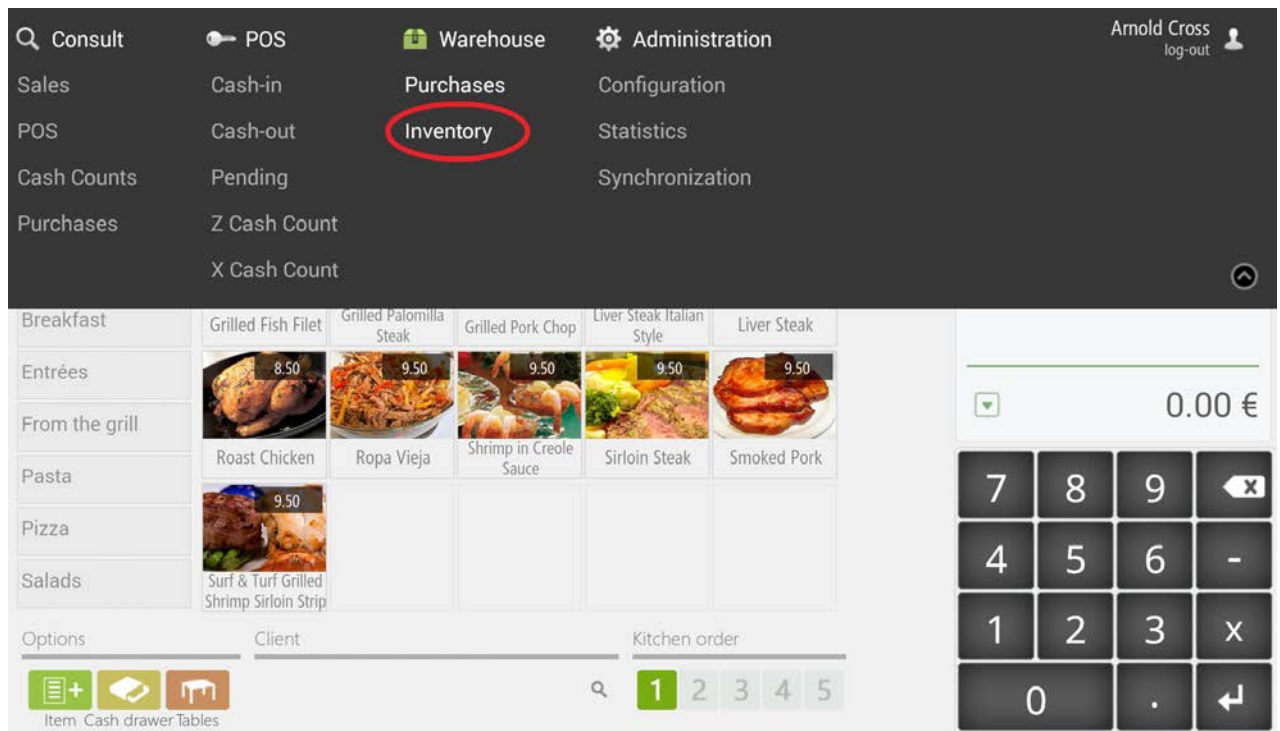 Consult
Sales
POS
Cash Counts
Purchases
POS
Cash-in
Cash-out
Pending
Z Cash Count
X Cash Count
Warehouse
Purchases
Inventory
Administration
Configuration
Statistics
Synchronization
Arnold Cross
log-out
Breakfast
Entrées
From the grill
Pasta
Pizza
Salads
Grilled Fish Filet
Grilled Palomilla
Steak
Grilled Pork Chop
Liver Steak Italian
Style
Liver Steak
8.50
Roast Chicken
9.50
Ropa Vieja
9.50
Shrimp in Creole
Sauce
9.50
Sirloin Steak
9.50
Smoked Pork
9.50
Surf & Turf Grilled
Shrimp Sirloin Strip
0.00 €
7 8 9 x
4 5 6 -
1 2 3 x
0 .
Options
Item Cash drawer Tables
Client
Kitchen order
1 2 3 4 5